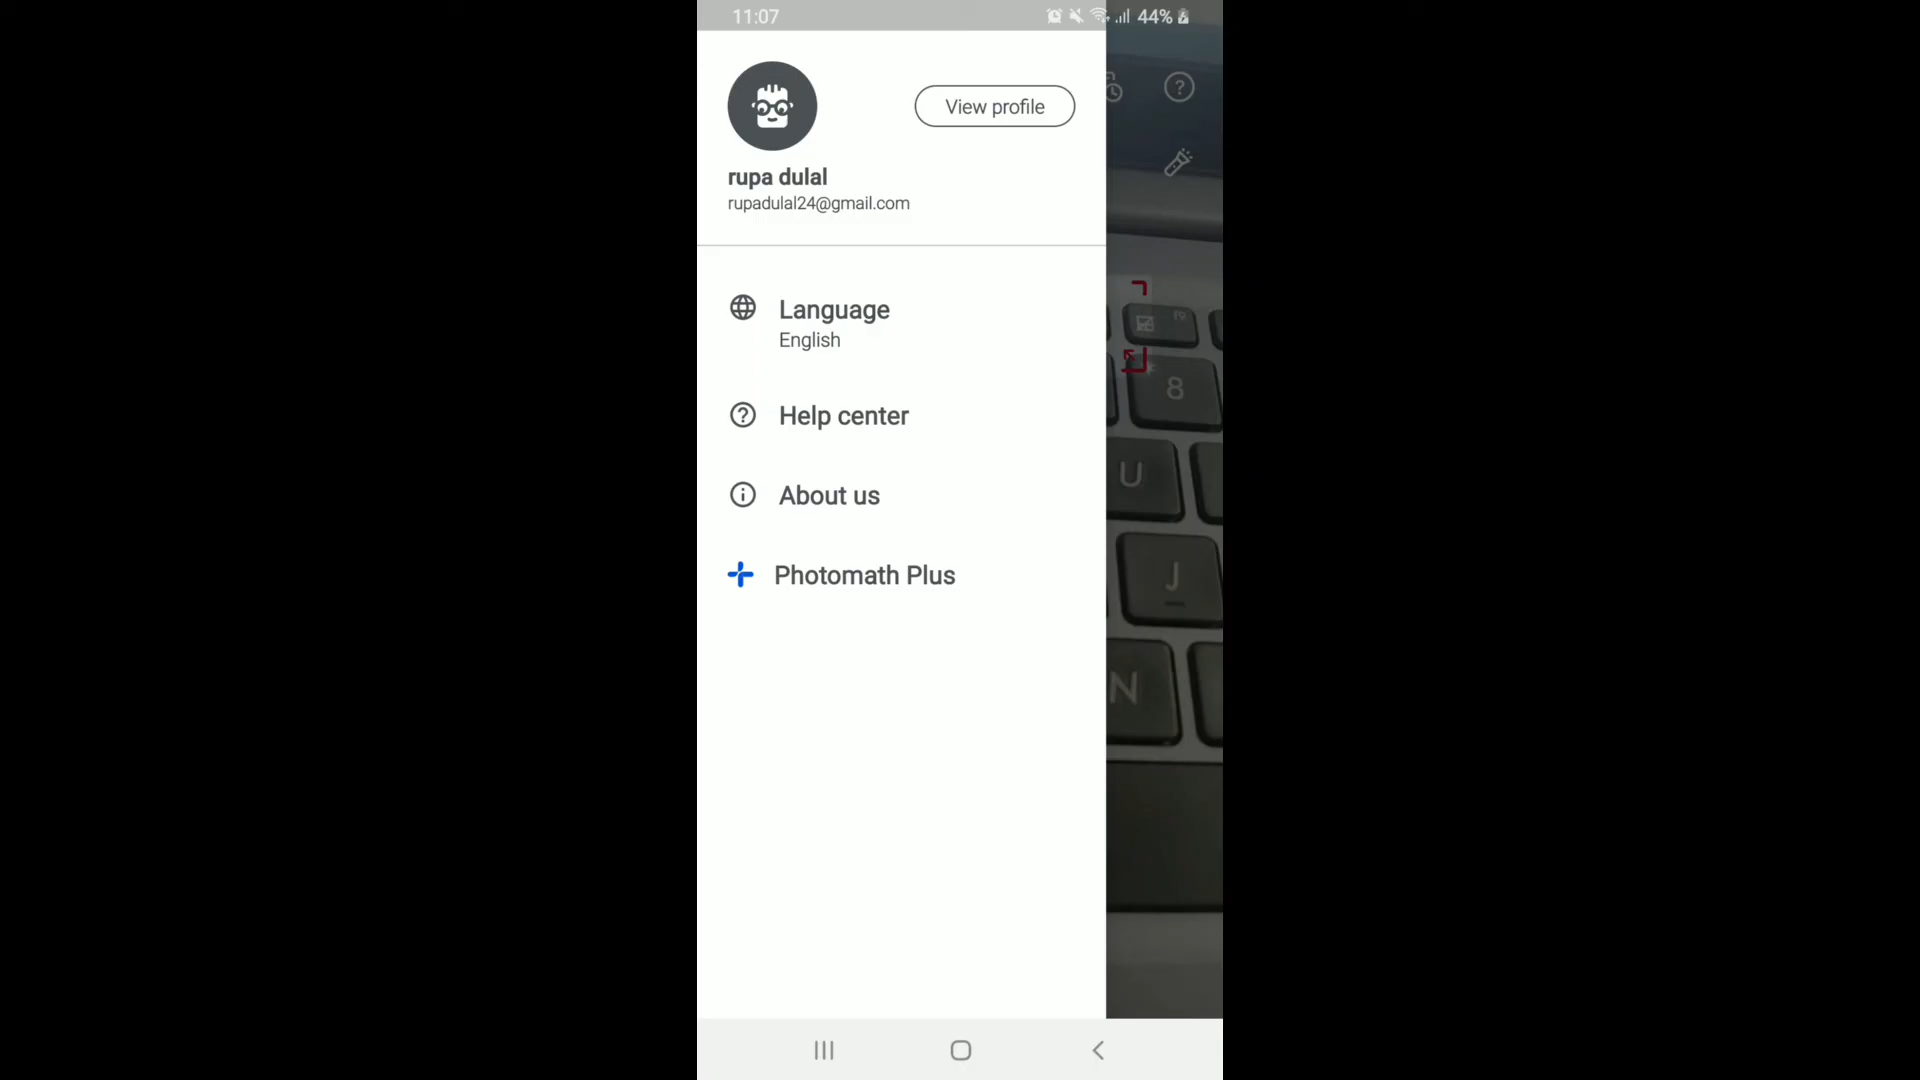 11:07
44%
View profile
rupa dulal
rupadulal24@gmail.com
Language
English
Help center
About us
Photomath Plus
F9
8
U
J
N